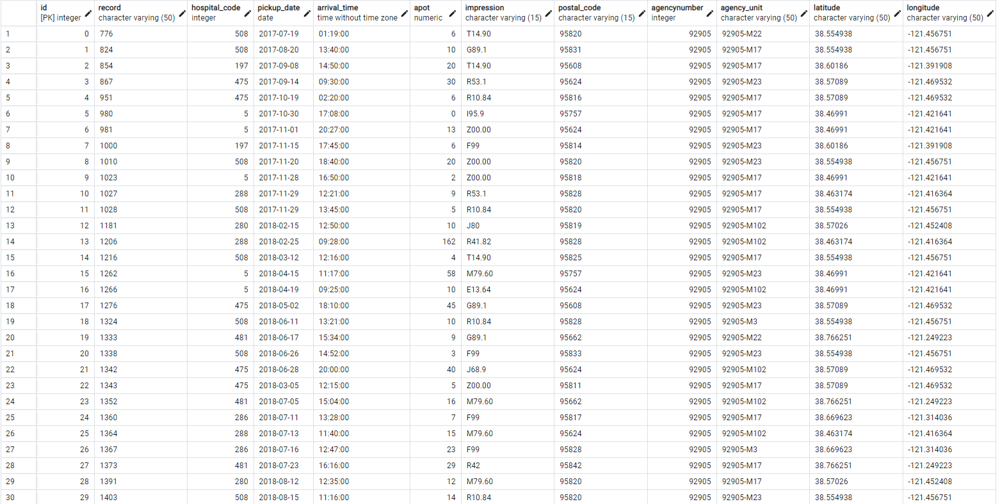 id record hospital_code pickup_date arrival_time apot impression postal_code agencynumber agency_unit latitude longitude
[PK] integer character varying (50) integer date time without time zone numeric character varying (15) character varying (15) integer character varying (50) character varying (50) character varying (50)
1 0 776 508 2017-07-19 01:19:00 6 T14.90 95820 92905 92905-M22 38.554938 -121.456751
2 1 824 508 2017-08-20 13:40:00 10 G89.1 95831 92905 92905-M17 38.554938 -121.456751
3 2 854 197 2017-09-08 14:50:00 20 T14.90 95608 92905 92905-M17 38.60186 -121.391908
4 3 867 475 2017-09-14 09:30:00 30 R53.1 95624 92905 92905-M23 38.57089 -121.469532
5 4 951 475 2017-10-19 02:20:00 6 R10.84 95816 92905 92905-M17 38.57089 -121.469532
6 5 980 5 2017-10-30 17:08:00 0 I95.9 95757 92905 92905-M17 38.46991 -121.421641
7 6 981 5 2017-11-01 20:27:00 13 Z00.00 95624 92905 92905-M17 38.46991 -121.421641
8 7 1000 197 2017-11-15 17:45:00 6 F99 95814 92905 92905-M23 38.60186 -121.391908
9 8 1010 508 2017-11-20 18:40:00 20 Z00.00 95820 92905 92905-M23 38.554938 -121.456751
10 9 1023 5 2017-11-28 16:50:00 2 Z00.00 95818 92905 92905-M17 38.46991 -121.421641
11 10 1027 288 2017-11-29 12:21:00 9 R53.1 95828 92905 92905-M17 38.463174 -121.416364
12 11 1028 508 2017-11-29 13:45:00 5 R10.84 95820 92905 92905-M17 38.554938 -121.456751
13 12 1181 280 2018-02-15 12:50:00 10 J80 95819 92905 92905-M102 38.57026 -121.452408
14 13 1206 288 2018-02-25 09:28:00 162 R41.82 95828 92905 92905-M102 38.463174 -121.416364
15 14 1216 508 2018-03-12 12:16:00 4 T14.90 95825 92905 92905-M17 38.554938 -121.456751
16 15 1262 5 2018-04-15 11:17:00 58 M79.60 95757 92905 92905-M23 38.46991 -121.421641
17 16 1266 5 2018-04-19 09:25:00 10 E13.64 95624 92905 92905-M102 38.46991 -121.421641
18 17 1276 475 2018-05-02 18:10:00 45 G89.1 95608 92905 92905-M23 38.57089 -121.469532
19 18 1324 508 2018-06-11 13:21:00 10 R10.84 95828 92905 92905-M3 38.554938 -121.456751
20 19 1333 481 2018-06-17 15:34:00 9 G89.1 95662 92905 92905-M22 38.766251 -121.249223
21 20 1338 508 2018-06-26 14:52:00 3 F99 95833 92905 92905-M23 38.554938 -121.456751
22 21 1342 475 2018-06-28 20:00:00 40 J68.9 95624 92905 92905-M102 38.57089 -121.469532
23 22 1343 475 2018-03-05 12:15:00 5 Z00.00 95811 92905 92905-M17 38.57089 -121.469532
24 23 1352 481 2018-07-05 15:04:00 16 M79.60 95662 92905 92905-M102 38.766251 -121.249223
25 24 1360 286 2018-07-11 13:28:00 7 F99 95817 92905 92905-M17 38.669623 -121.314036
26 25 1364 288 2018-07-13 11:40:00 15 M79.60 95624 92905 92905-M102 38.463174 -121.416364
27 26 1367 286 2018-07-16 12:47:00 23 F99 95828 92905 92905-M3 38.669623 -121.314036
28 27 1373 481 2018-07-23 16:16:00 29 R42 95842 92905 92905-M17 38.766251 -121.249223
29 28 1391 280 2018-08-12 12:35:00 12 M79.60 95820 92905 92905-M17 38.57026 -121.452408
30 29 1403 508 2018-08-15 11:16:00 14 R10.84 95820 92905 92905-M23 38.554938 -121.456751